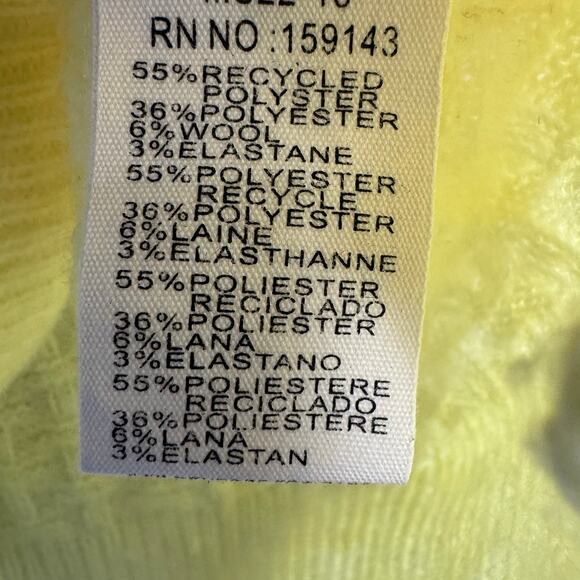 RN NO :159143
55%RECYCLED
POLYSTER
36%POLYESTER
6%WOOL
3%ELASTANE
55%POLYESTER
RECYCLE
36%POLYESTER
6%LAINE
3%ELASTHANNE
55%POLIESTER
RECICLADO
36%POLIESTER
6%LANA
3%ELASTANO
55%POLIESTERE
RECICLADO
36%POLIESTERE
6%LANA
3%ELASTAN